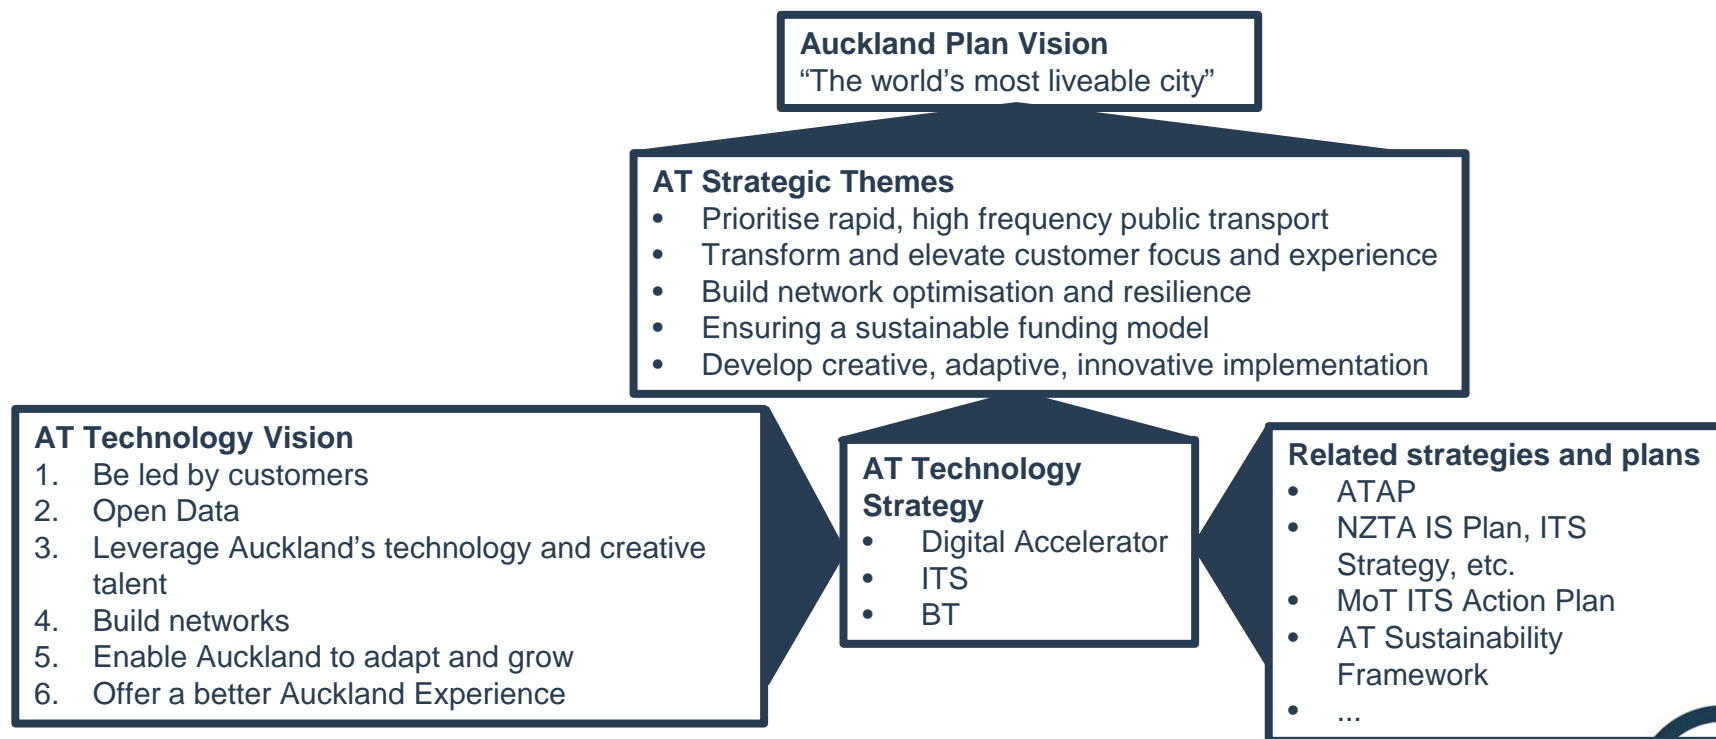 Auckland Plan Vision
“The world’s most liveable city”
AT Strategic Themes
• Prioritise rapid, high frequency public transport
• Transform and elevate customer focus and experience
• Build network optimisation and resilience
• Ensuring a sustainable funding model
• Develop creative, adaptive, innovative implementation
AT Technology Vision
1. Be led by customers
2. Open Data
3. Leverage Auckland’s technology and creative
talent
4. Build networks
5. Enable Auckland to adapt and grow
6. Offer a better Auckland Experience
AT Technology
Strategy
• Digital Accelerator
• ITS
• BT
Related strategies and plans
• ATAP
• NZTA IS Plan, ITS
Strategy, etc.
• MoT ITS Action Plan
• AT Sustainability
Framework
• ...